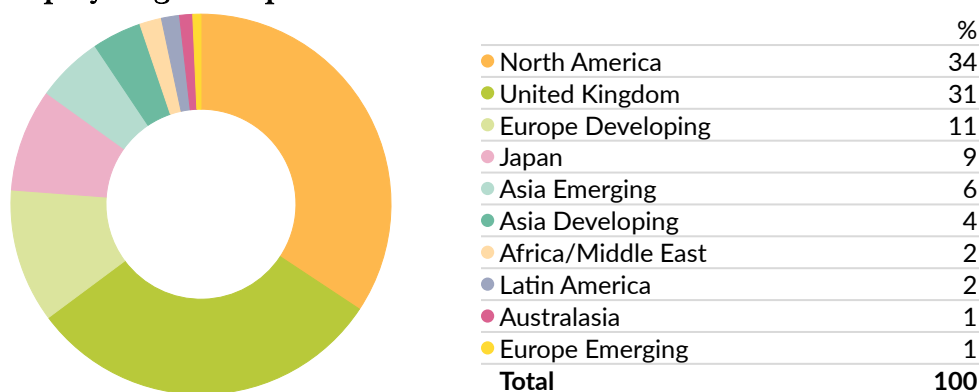 %
North America 34
United Kingdom 31
Europe Developing 11
Japan 9
Asia Emerging 6
Asia Developing 4
Africa/Middle East 2
Latin America 2
Australasia 1
Europe Emerging 1
Total 100